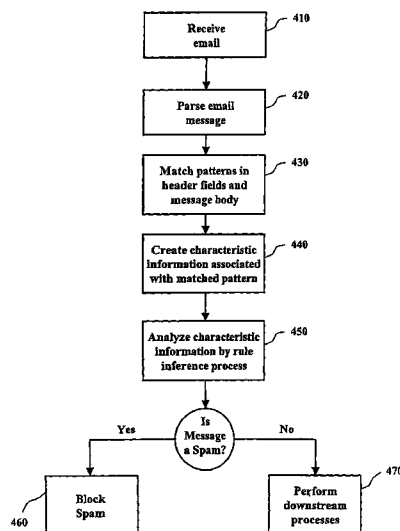 Receive
email
410
Parse email
message
420
Match patterns in
header fields and
message body
430
Create characteristic
information associated
with matched pattern
440
Analyze characteristic
information by rule
inference process
450
Is
Message
a Spam?
Yes
No
Block
Spam
460
Perform
downstream
processes
470